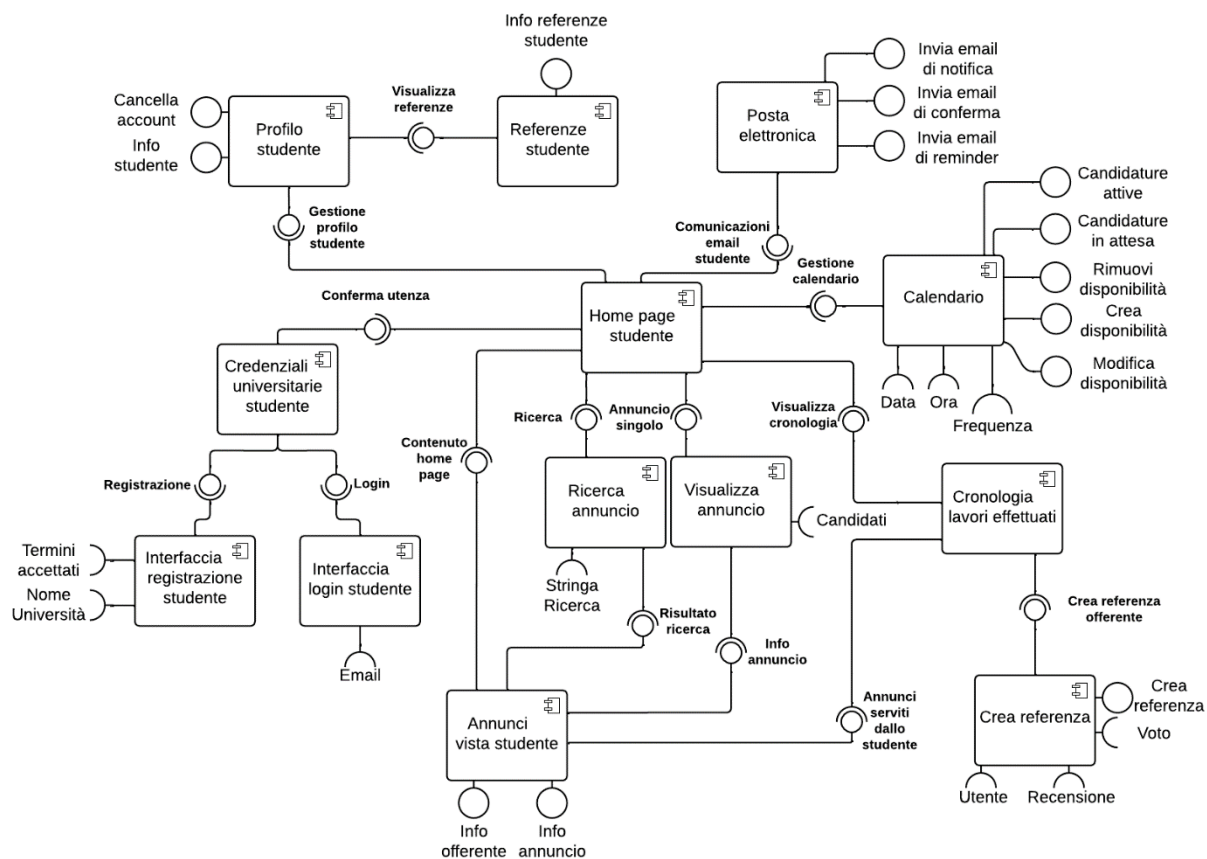 Info referenze
studente
Invia email
di notifica
Cancella
account
Visualizza
referenze
Invia email
di conferma
Profilo
studente
Referenze
studente
Posta
elettronica
Info
studente
Invia email
di reminder
Candidature
attive
Gestione
profilo
studente
Comunicazioni
email
studente
Candidature
in attesa
Gestione
calendario
Rimuovi
disponibilità
Conferma utenza
Home page
studente
Calendario
Crea
disponibilità
Credenziali
universitarie
studente
Modifica
disponibilità
Data
Ora
Frequenza
Ricerca
Annuncio
singolo
Visualizza
cronologia
Contenuto
home
page
Registrazione
Login
Ricerca
annuncio
Visualizza
annuncio
Candidati
Cronologia
lavori effettuati
Termini
accettati
Nome
Università
Interfaccia
registrazione
studente
Interfaccia
login studente
Stringa
Ricerca
Email
Risultato
ricerca
Info
annuncio
Crea referenza
offerente
Annunci
vista studente
Annunci
serviti
dallo
studente
Crea referenza
Crea
referenza
Voto
Utente
Recensione
Info
offerente
Info
annuncio